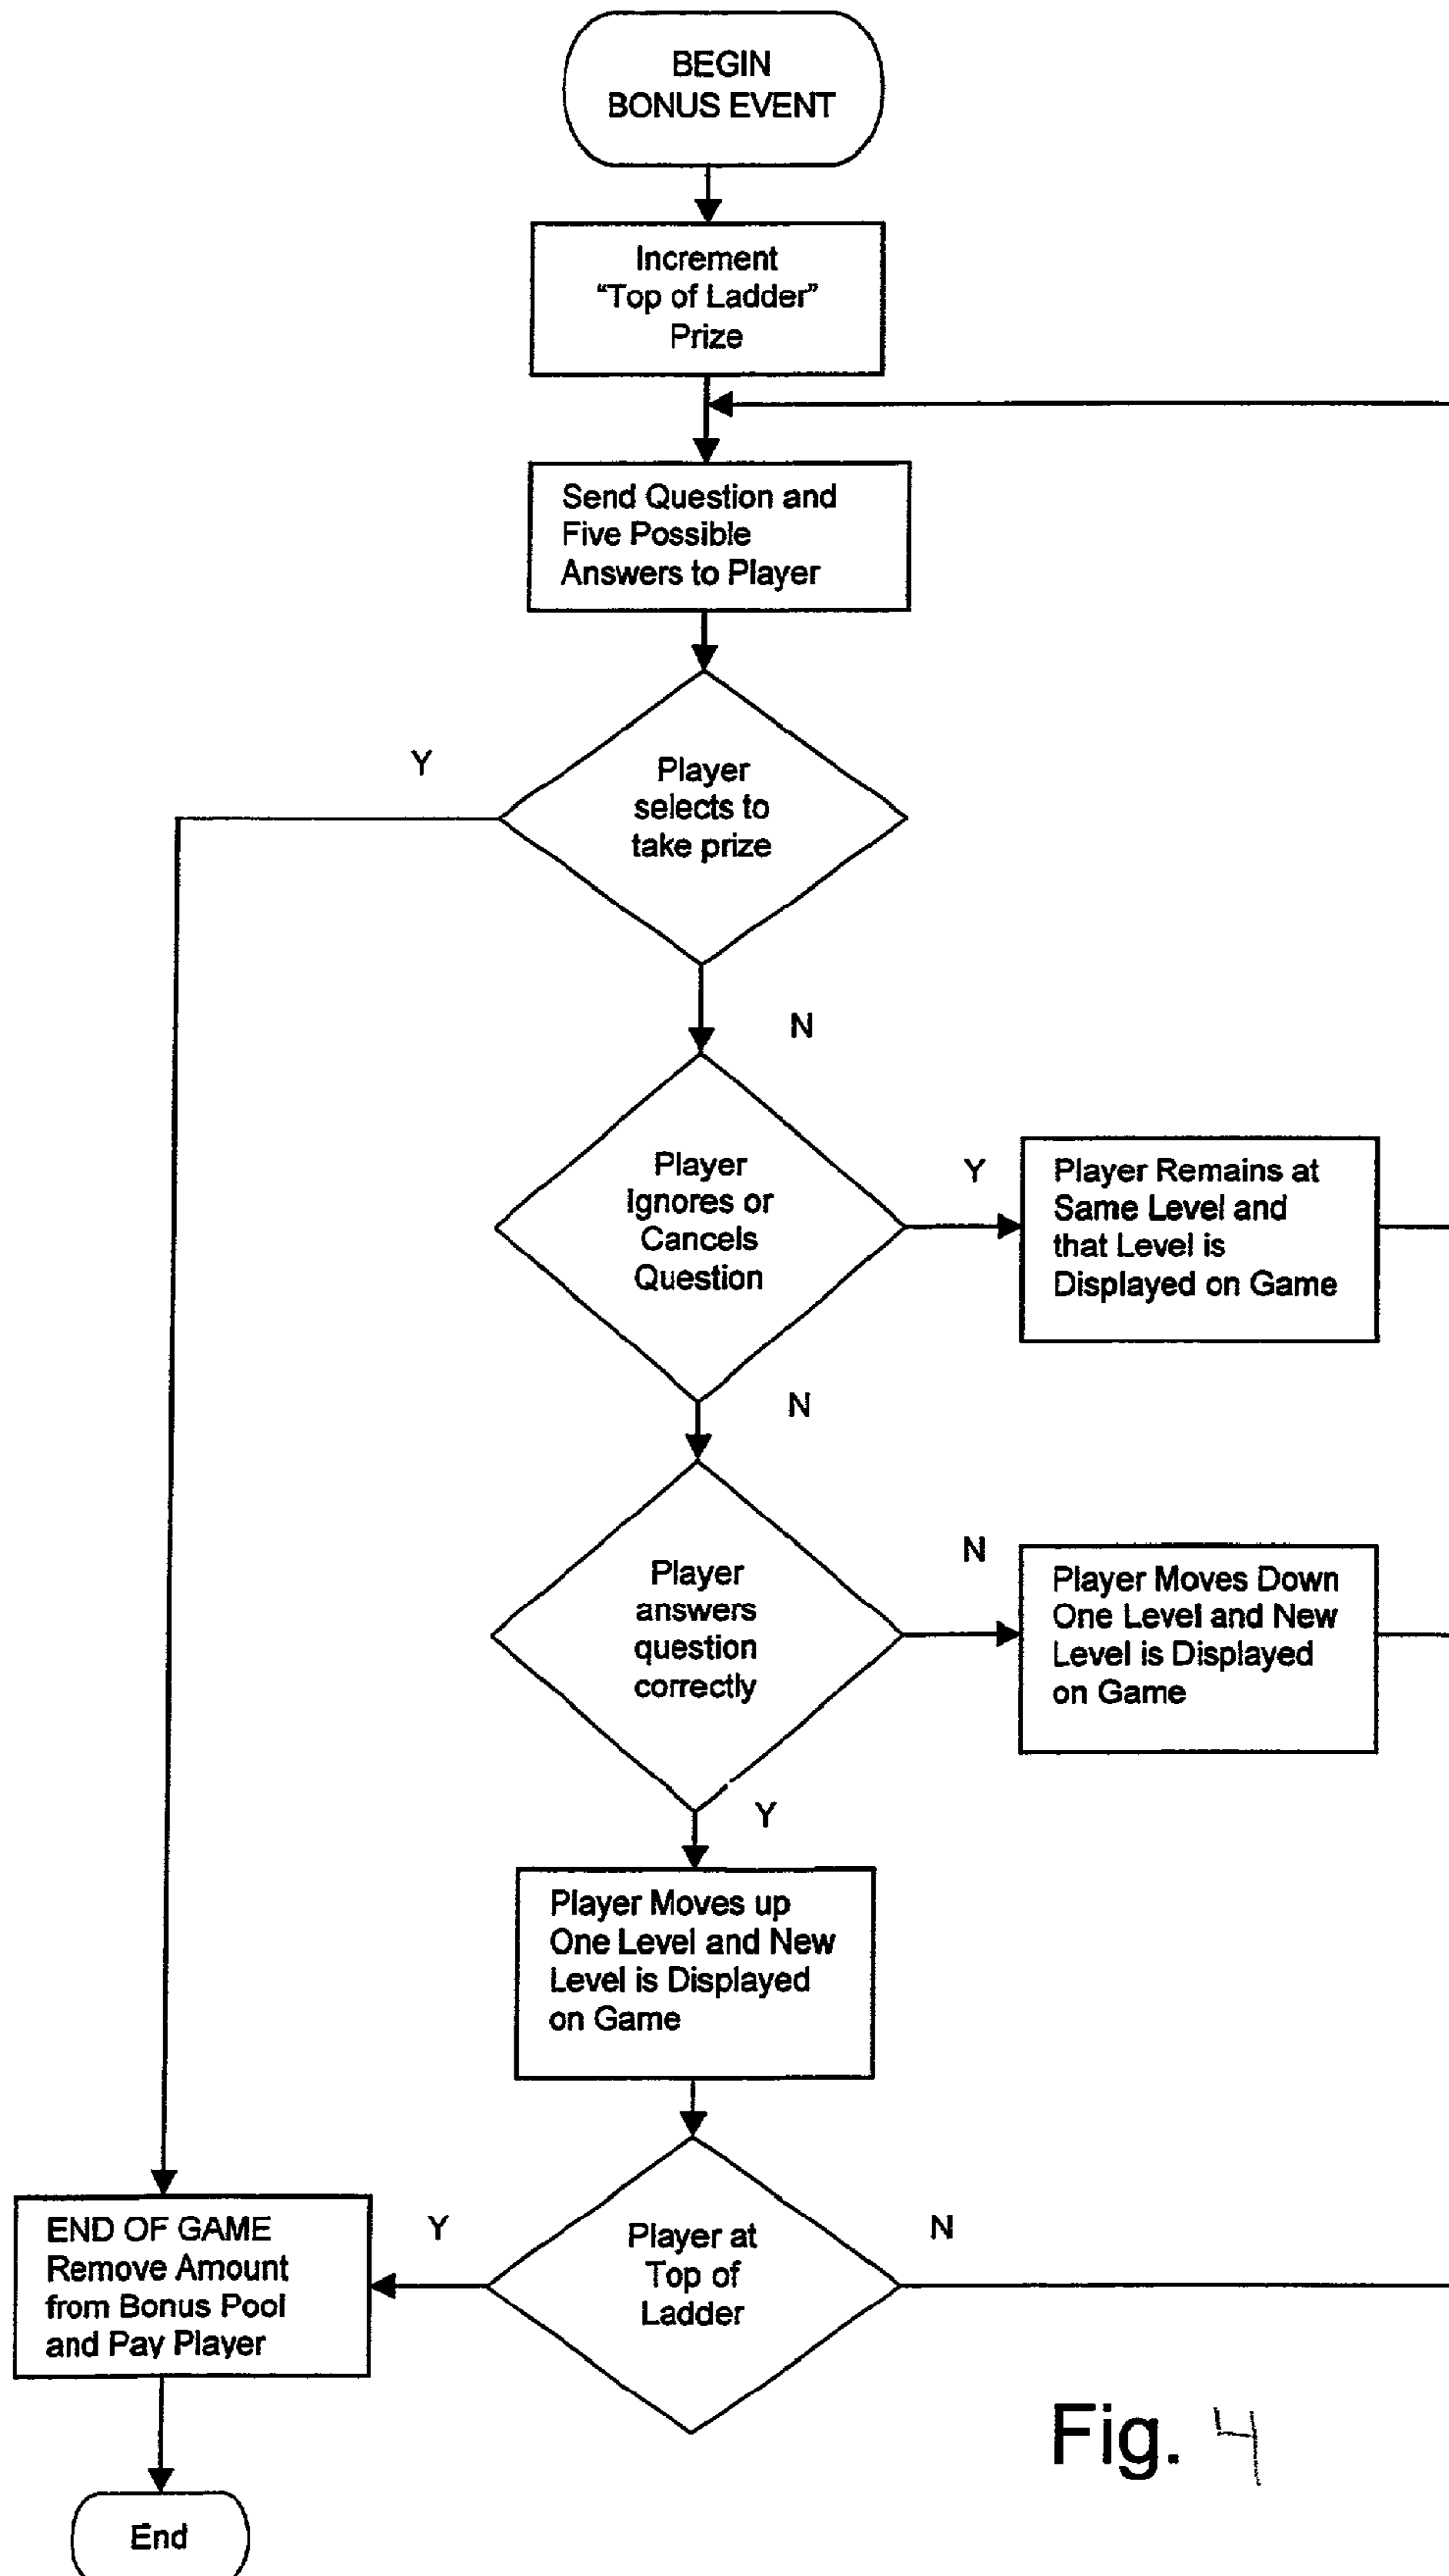 BEGIN
BONUS EVENT
Increment
“Top of Ladder”
Prize
Send Question and
Five Possible
Answers to Player
Y
Player
selects to
take prize
N
Player
Ignores or
Cancels
Question
Y
Player Remains at
Same Level and
that Level is
Displayed on Game
N
Player
answers
question
correctly
N
Player Moves Down
One Level and New
Level is Displayed
on Game
Y
Player Moves up
One Level and New
Level is Displayed
on Game
Player at
Top of
Ladder
Y
N
END OF GAME
Remove Amount
from Bonus Pool
and Pay Player
End
Fig. 4